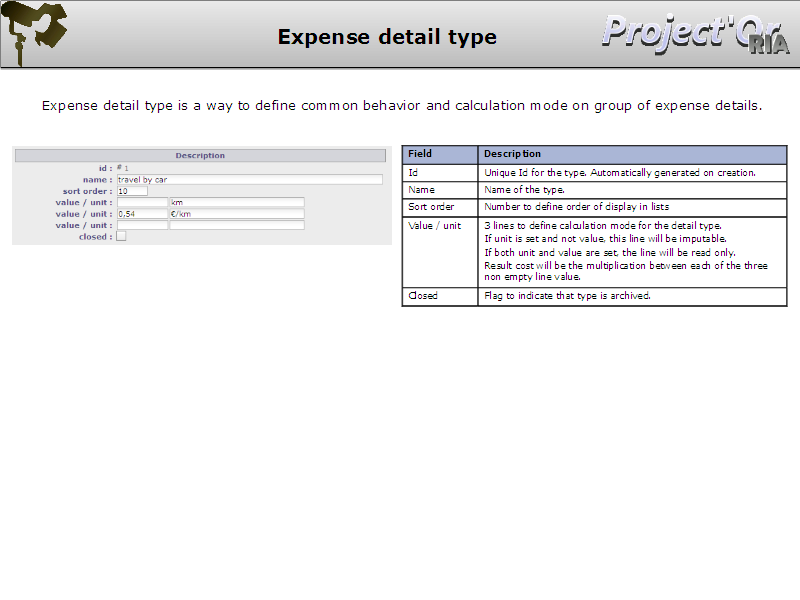 Expense detail type
Project'Or
RIA
Expense detail type is a way to define common behavior and calculation mode on group of expense details.
Description
id : # 1
name : travel by car
sort order : 10
value / unit : km
value / unit : 0,54 €/km
value / unit :
closed :
Field Description
Id Unique Id for the type. Automatically generated on creation.
Name Name of the type.
Sort order Number to define order of display in lists
Value / unit 3 lines to define calculation mode for the detail type.
If unit is set and not value, this line will be imputable.
If both unit and value are set, the line will be read only.
Result cost will be the multiplication between each of the three
non empty line value.
Closed Flag to indicate that type is archived.